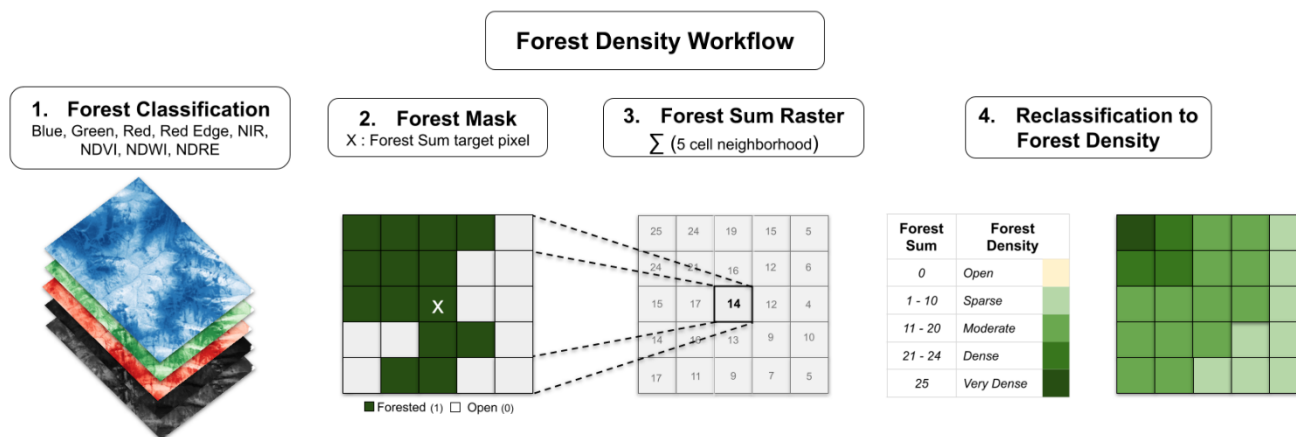 Forest Density Workflow
1. Forest Classification
Blue, Green, Red, Red Edge, NIR,
NDVI, NDWI, NDRE
2. Forest Mask
X : Forest Sum target pixel
3. Forest Sum Raster
∑ (5 cell neighborhood)
4. Reclassification to
Forest Density
X
Forested (1) Open (0)
25 24 19 15 5
24 21 16 12 6
15 17 14 12 4
14 13 9 10
17 11 9 7 5
Forest Sum Forest Density
0 Open
1 - 10 Sparse
11 - 20 Moderate
21 - 24 Dense
25 Very Dense